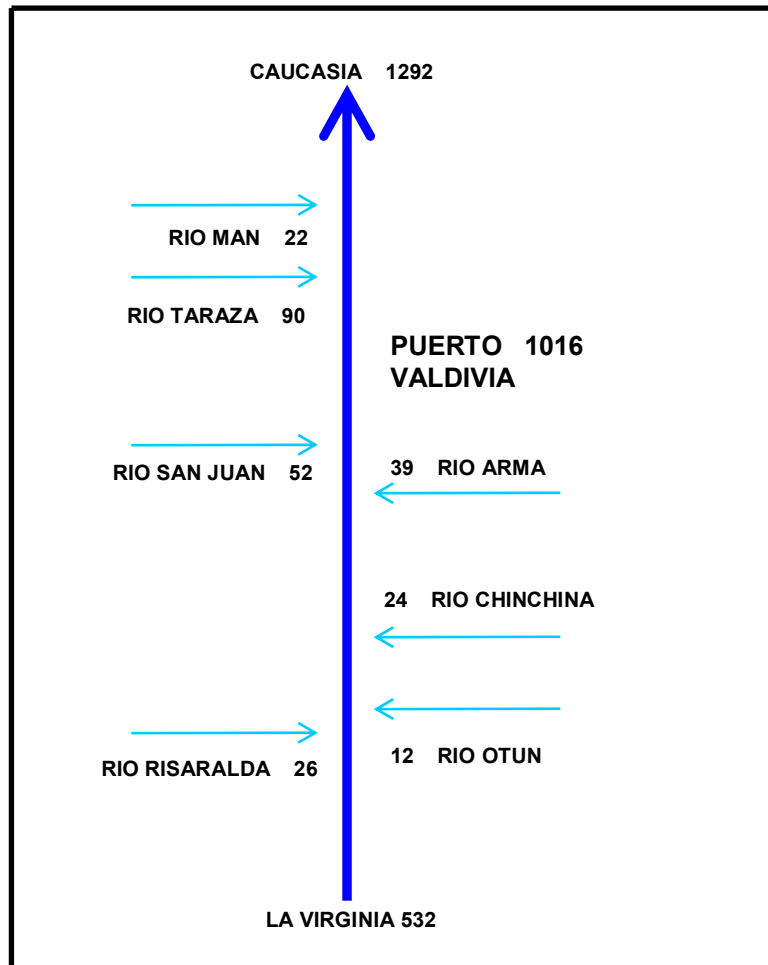 CAUCASIA 1292
RIO MAN 22
RIO TARAZA 90
PUERTO 1016
VALDIVIA
RIO SAN JUAN 52
39 RIO ARMA
24 RIO CHINCHINA
RIO RISARALDA 26
12 RIO OTUN
LA VIRGINIA 532